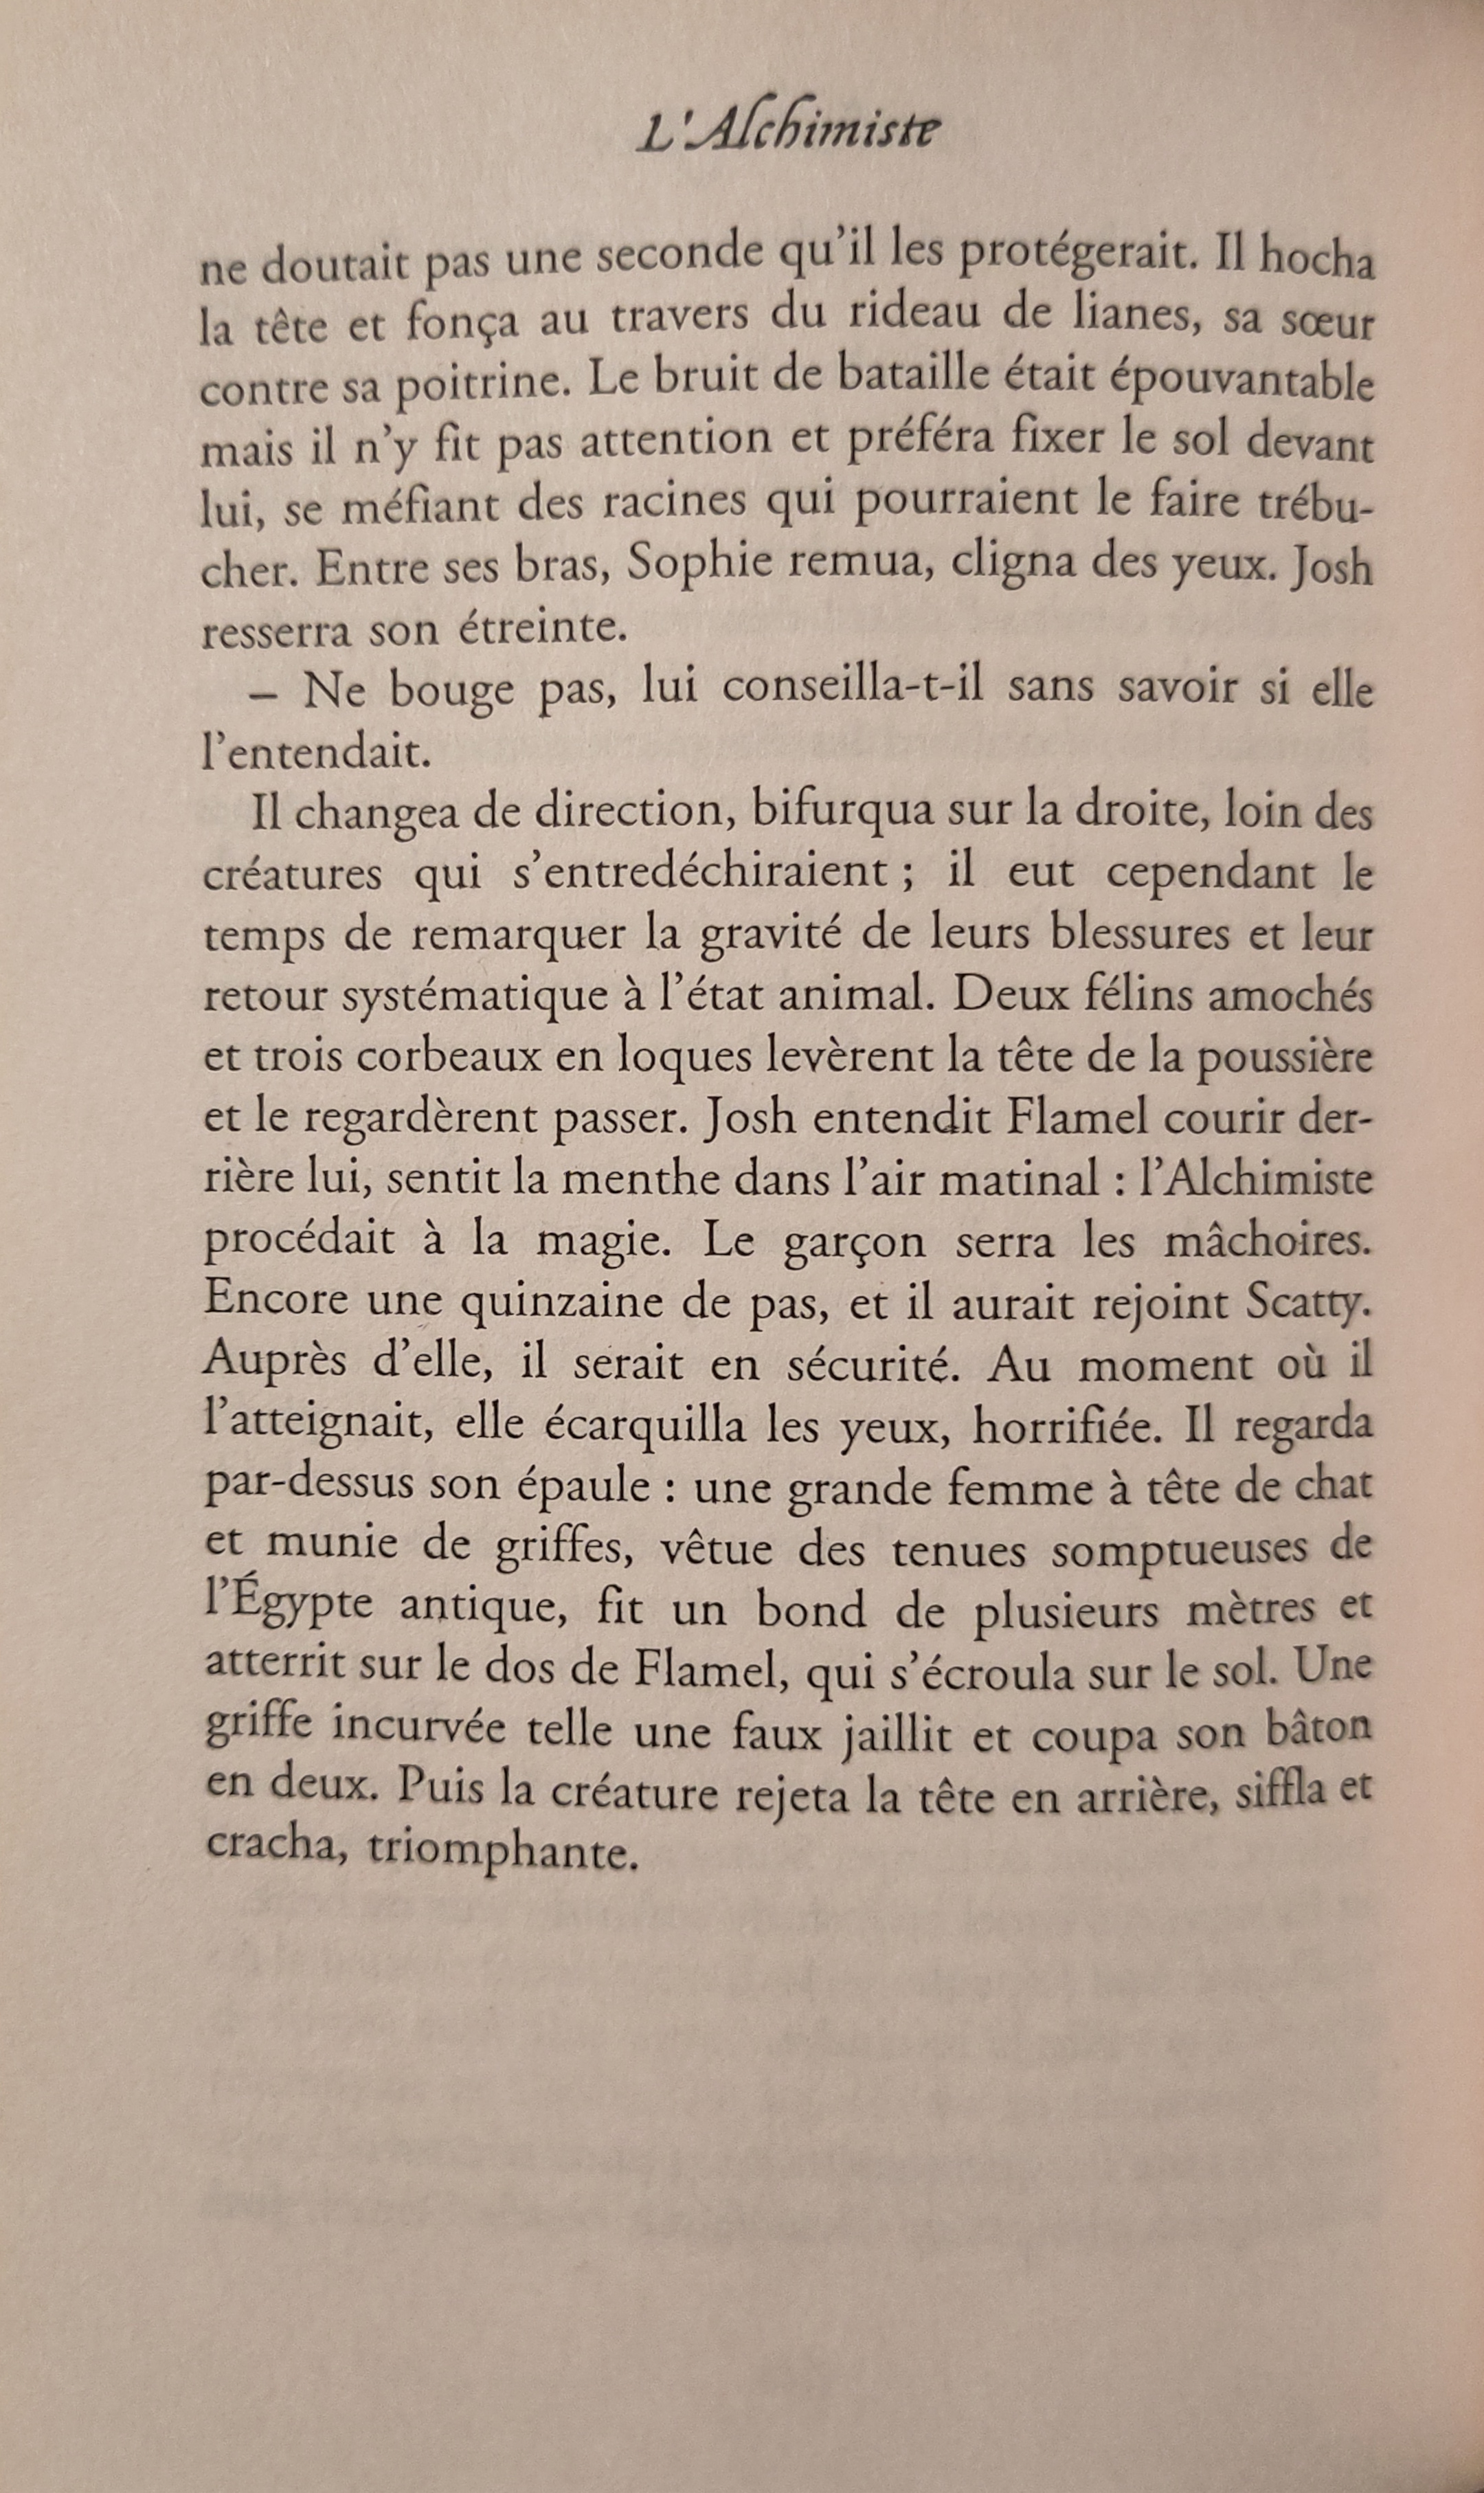 L'Alchimiste
ne doutait pas une seconde qu’il les protégerait. Il hocha
la tête et fonça au travers du rideau de lianes, sa sœur
contre sa poitrine. Le bruit de bataille était épouvantable
mais il n’y fit pas attention et préféra fixer le sol devant
lui, se méfiant des racines qui pourraient le faire trébu-
cher. Entre ses bras, Sophie remua, cligna des yeux. Josh
resserra son étreinte.
– Ne bouge pas, lui conseilla-t-il sans savoir si elle
l’entendait.
Il changea de direction, bifurqua sur la droite, loin des
créatures qui s’entredéchiraient ; il eut cependant le
temps de remarquer la gravité de leurs blessures et leur
retour systématique à l’état animal. Deux félins amochés
et trois corbeaux en loques levèrent la tête de la poussière
et le regardèrent passer. Josh entendit Flamel courir der-
rière lui, sentit la menthe dans l’air matinal : l’Alchimiste
procédait à la magie. Le garçon serra les mâchoires.
Encore une quinzaine de pas, et il aurait rejoint Scatty.
Auprès d’elle, il serait en sécurité. Au moment où il
l’atteignait, elle écarquilla les yeux, horrifiée. Il regarda
par-dessus son épaule : une grande femme à tête de chat
et munie de griffes, vêtue des tenues somptueuses de
l’Égypte antique, fit un bond de plusieurs mètres et
atterrit sur le dos de Flamel, qui s’écroula sur le sol. Une
griffe incurvée telle une faux jaillit et coupa son bâton
en deux. Puis la créature rejeta la tête en arrière, siffla et
cracha, triomphante.